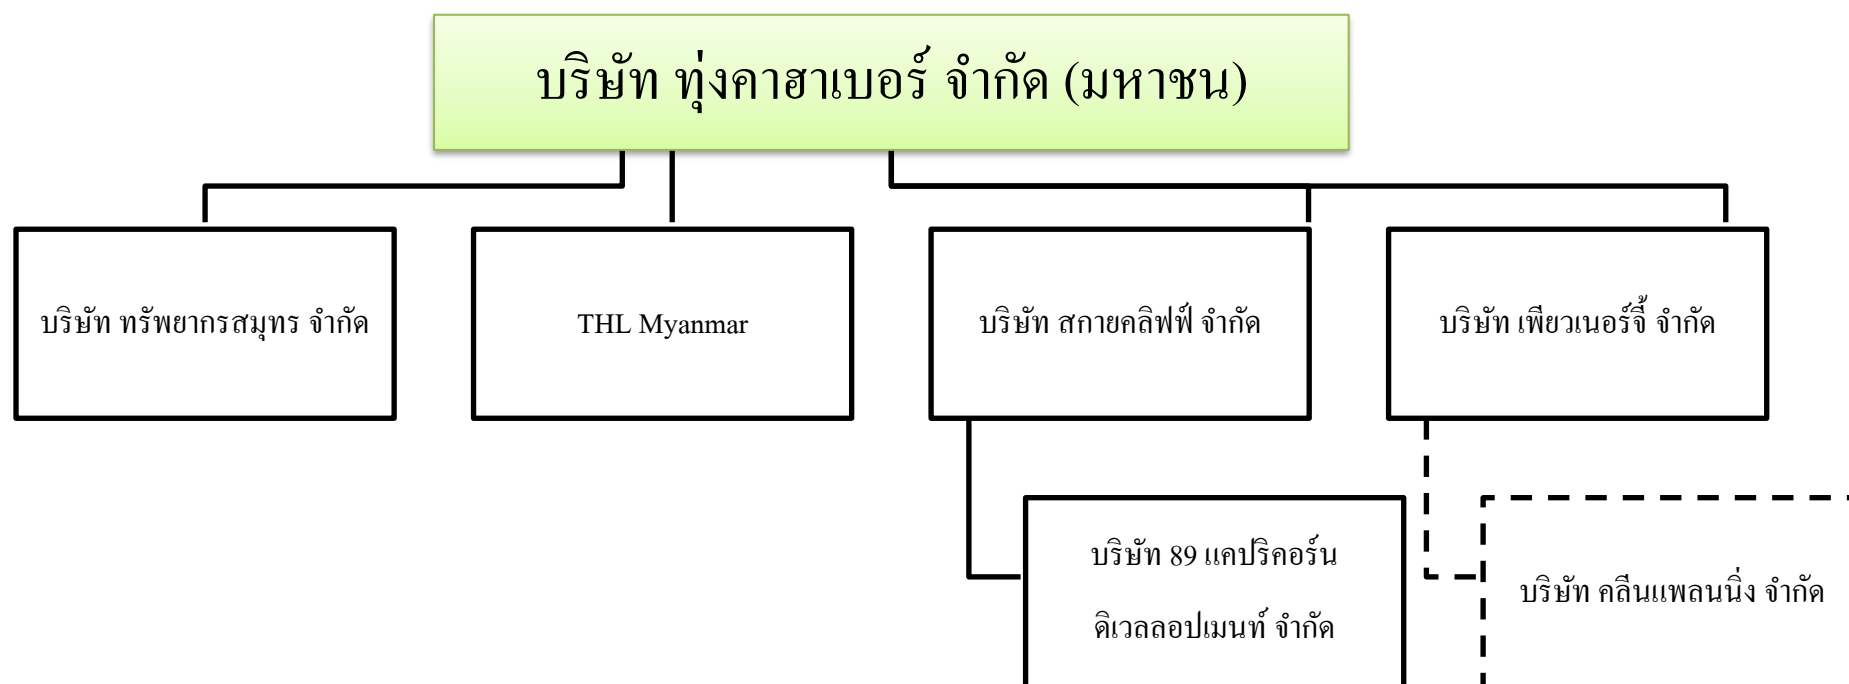 บริษัท ทุ่งคาฮาเบอร์ จำกัด (มหาชน)
บริษัท ทรัพยากรสมุทร จำกัด
THL Myanmar
บริษัท สกายคลิฟฟ์ จำกัด
บริษัท เพียวเนอร์จี้ จำกัด
บริษัท 89 แคปริคอร์น
ดิเวลลอปเมนท์ จำกัด
บริษัท คลีนแพลนนิ่ง จำกัด